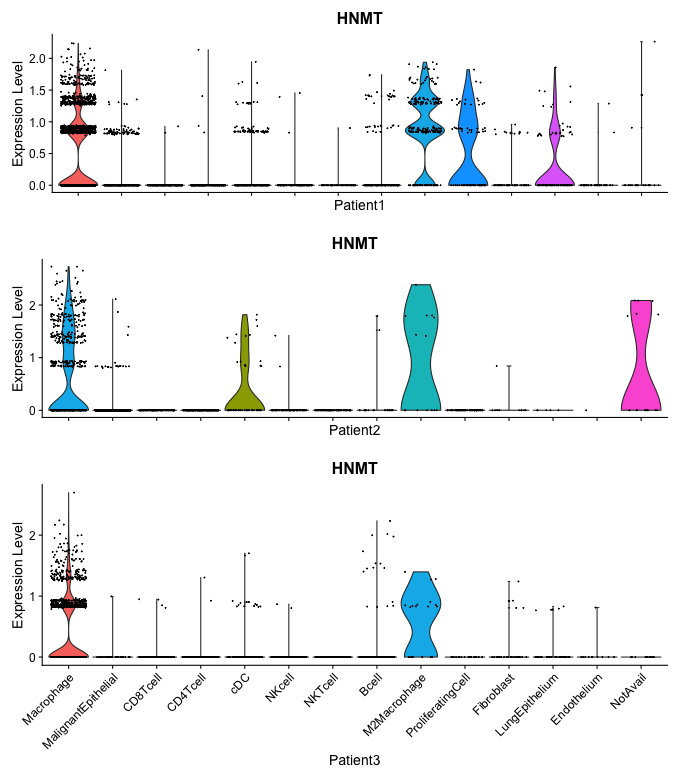 HNMT
Expression Level
2.0
1.5
1.0
0.5
0.0
Patient1
HNMT
Expression Level
2
1
0
Patient2
HNMT
Expression Level
2
1
0
Macrophage
MalignantEpithelial
CD8Tcell
CD4Tcell
cDC
NKcell
NKTcell
Bcell
M2Macrophage
ProliferatingCell
Fibroblast
LungEpithelium
Endothelium
NotAvail
Patient3